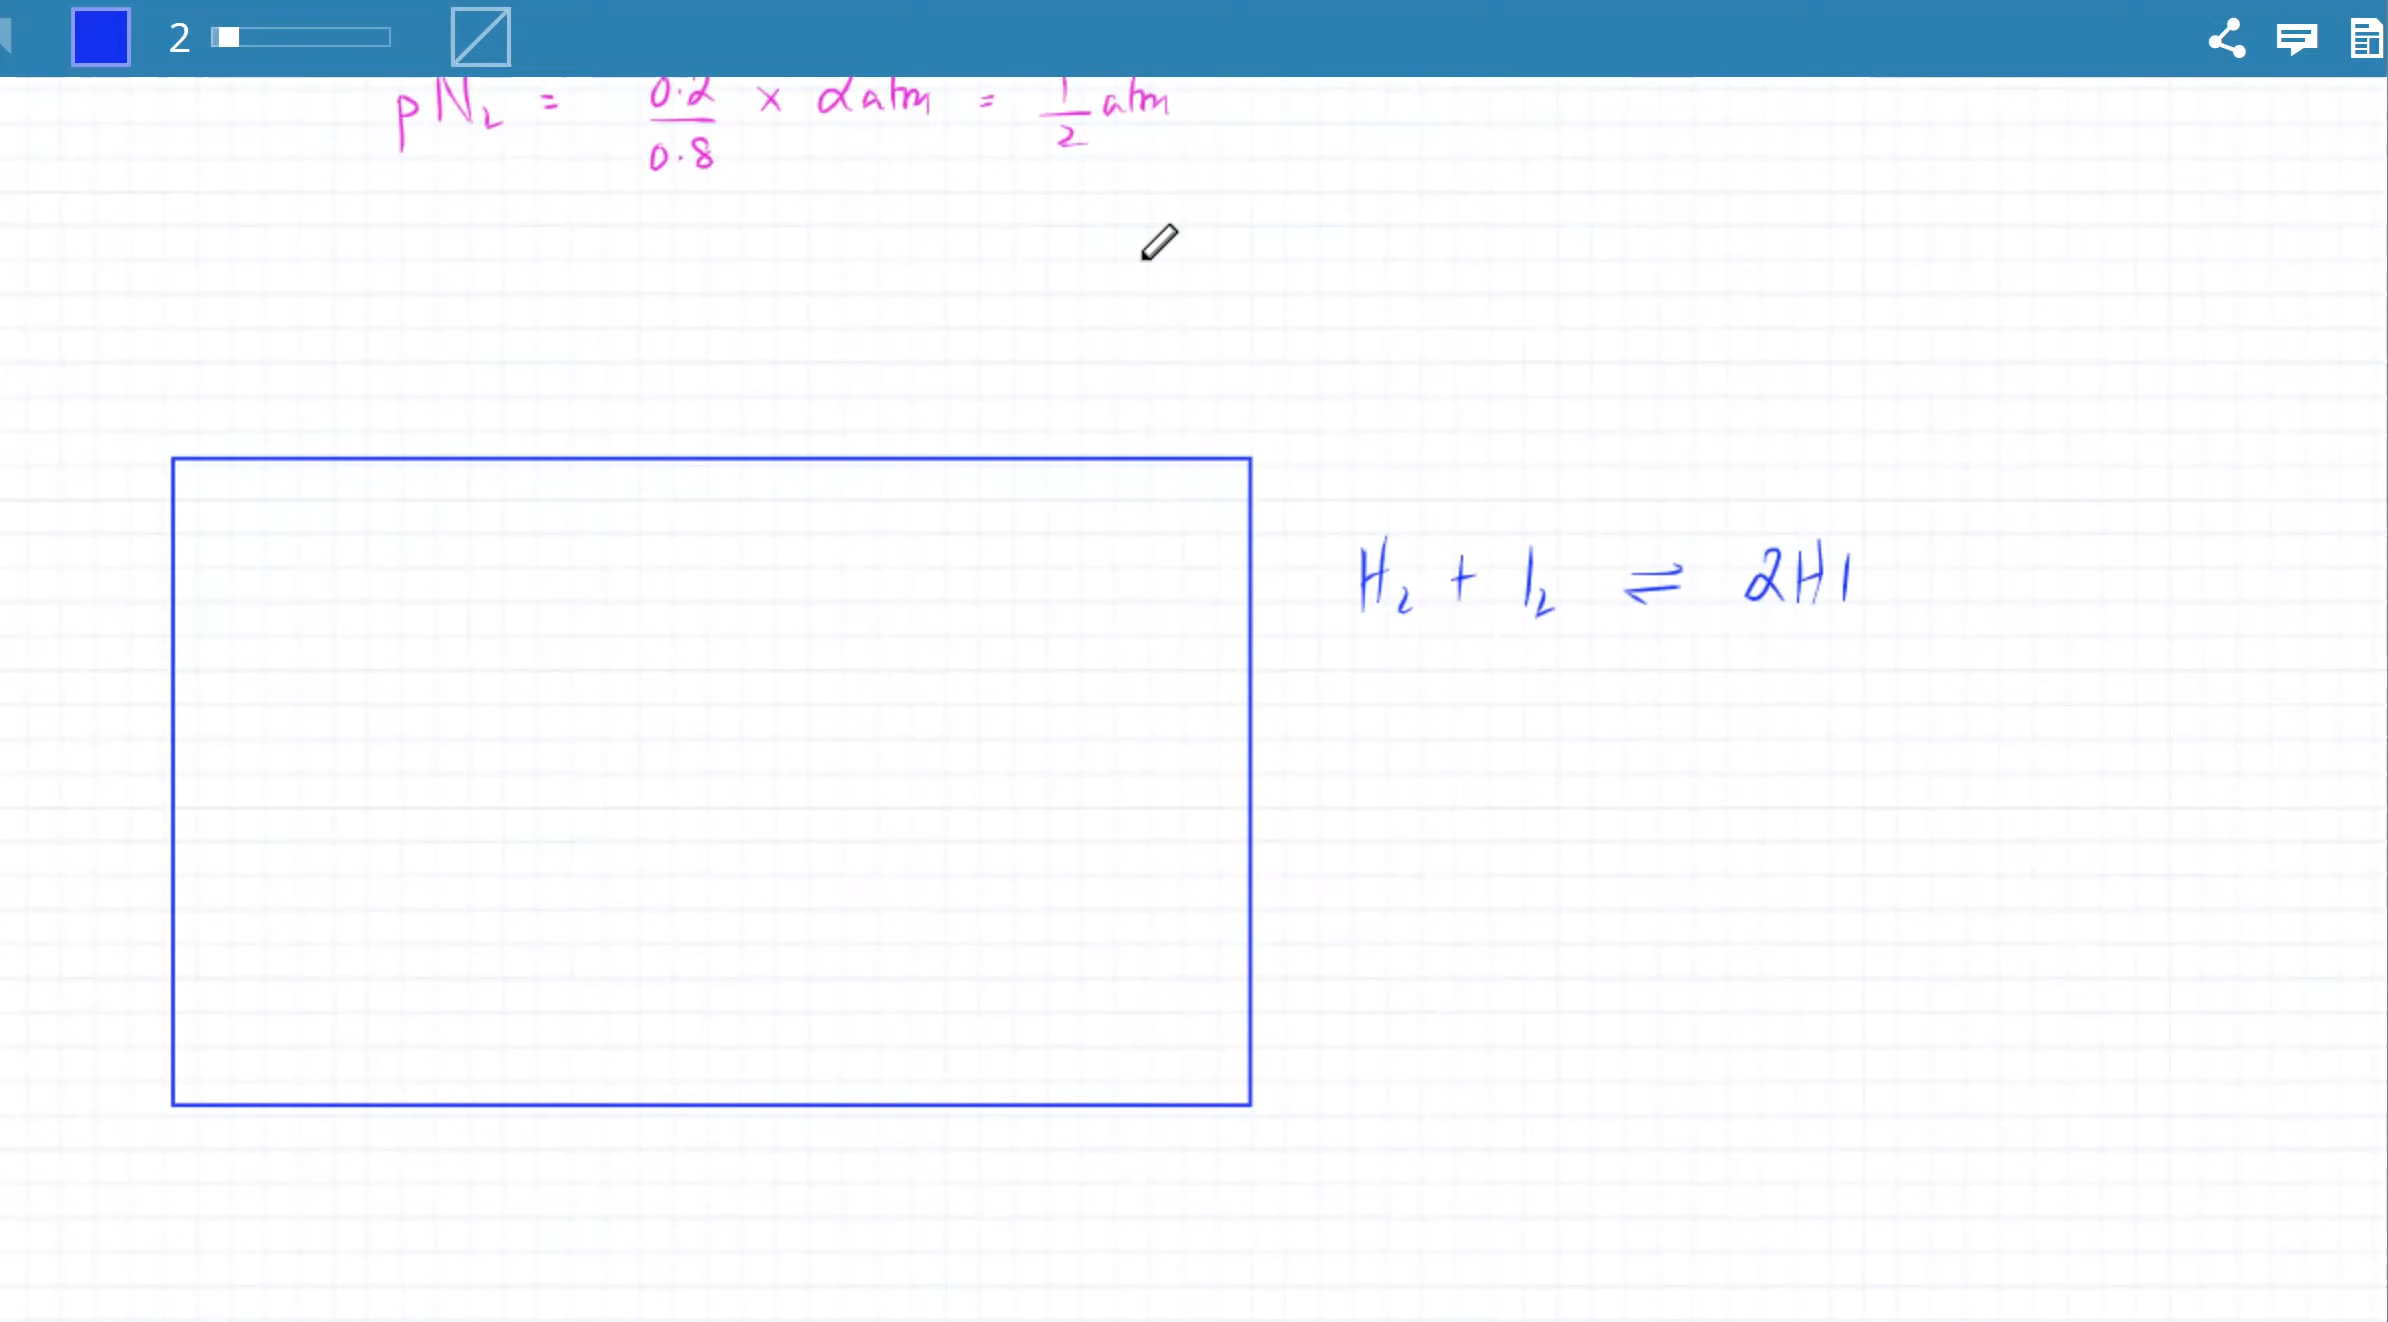 2
pN₂ = 0.2/0.8 × 2atm = 1/2 atm
H₂ + I₂ ⇌ 2HI